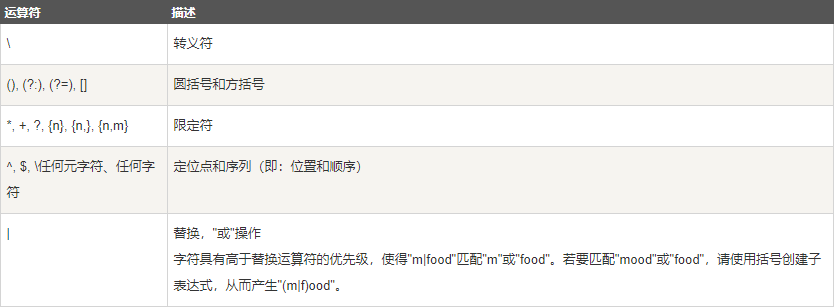 运算符 描述
\ 转义符
(), (?:), (?=), [] 圆括号和方括号
*, +, ?, {n}, {n,}, {n,m} 限定符
^, $, \任何元字符、任何字符 定位点和序列（即：位置和顺序）
| 替换，"或"操作
字符具有高于替换运算符的优先级，使得"m|food"匹配"m"或"food"。若要匹配"mood"或"food"，请使用括号创建子
表达式，从而产生"(m|f)ood"。